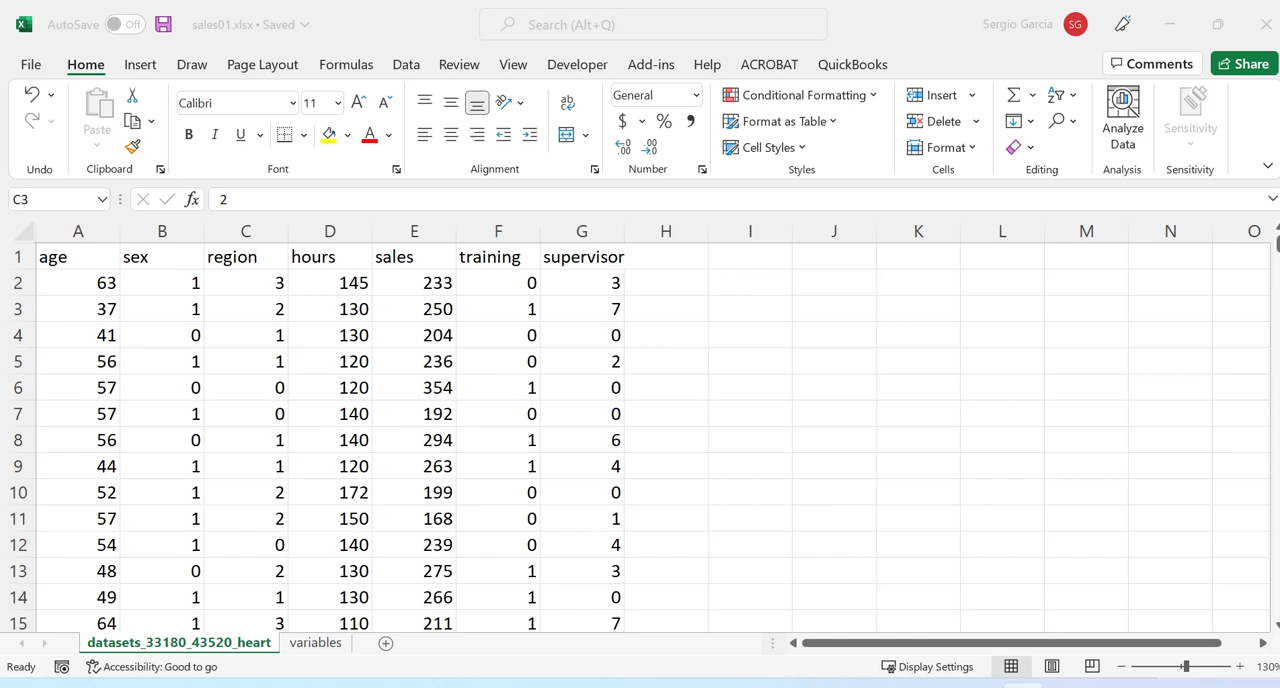 AutoSave Off sales01.xlsx • Saved Search (Alt+Q) Sergio Garcia SG
File Home Insert Draw Page Layout Formulas Data Review View Developer Add-ins Help ACROBAT QuickBooks Comments Share
Paste Calibri 11 General Conditional Formatting Insert Analyze Data Sensitivity
Format as Table Delete
B I U A $ % , Cell Styles Format
Undo Clipboard Font Alignment Number Styles Cells Editing Analysis Sensitivity
C3 fx 2
A B C D E F G H I J K L M N O
1 age sex region hours sales training supervisor
2 63 1 3 145 233 0 3
3 37 1 2 130 250 1 7
4 41 0 1 130 204 0 0
5 56 1 1 120 236 0 2
6 57 0 0 120 354 1 0
7 57 1 0 140 192 0 0
8 56 0 1 140 294 1 6
9 44 1 1 120 263 1 4
10 52 1 2 172 199 0 0
11 57 1 2 150 168 0 1
12 54 1 0 140 239 0 4
13 48 0 2 130 275 1 3
14 49 1 1 130 266 1 0
15 64 1 3 110 211 1 7
datasets_33180_43520_heart variables
Ready Accessibility: Good to go Display Settings 130%